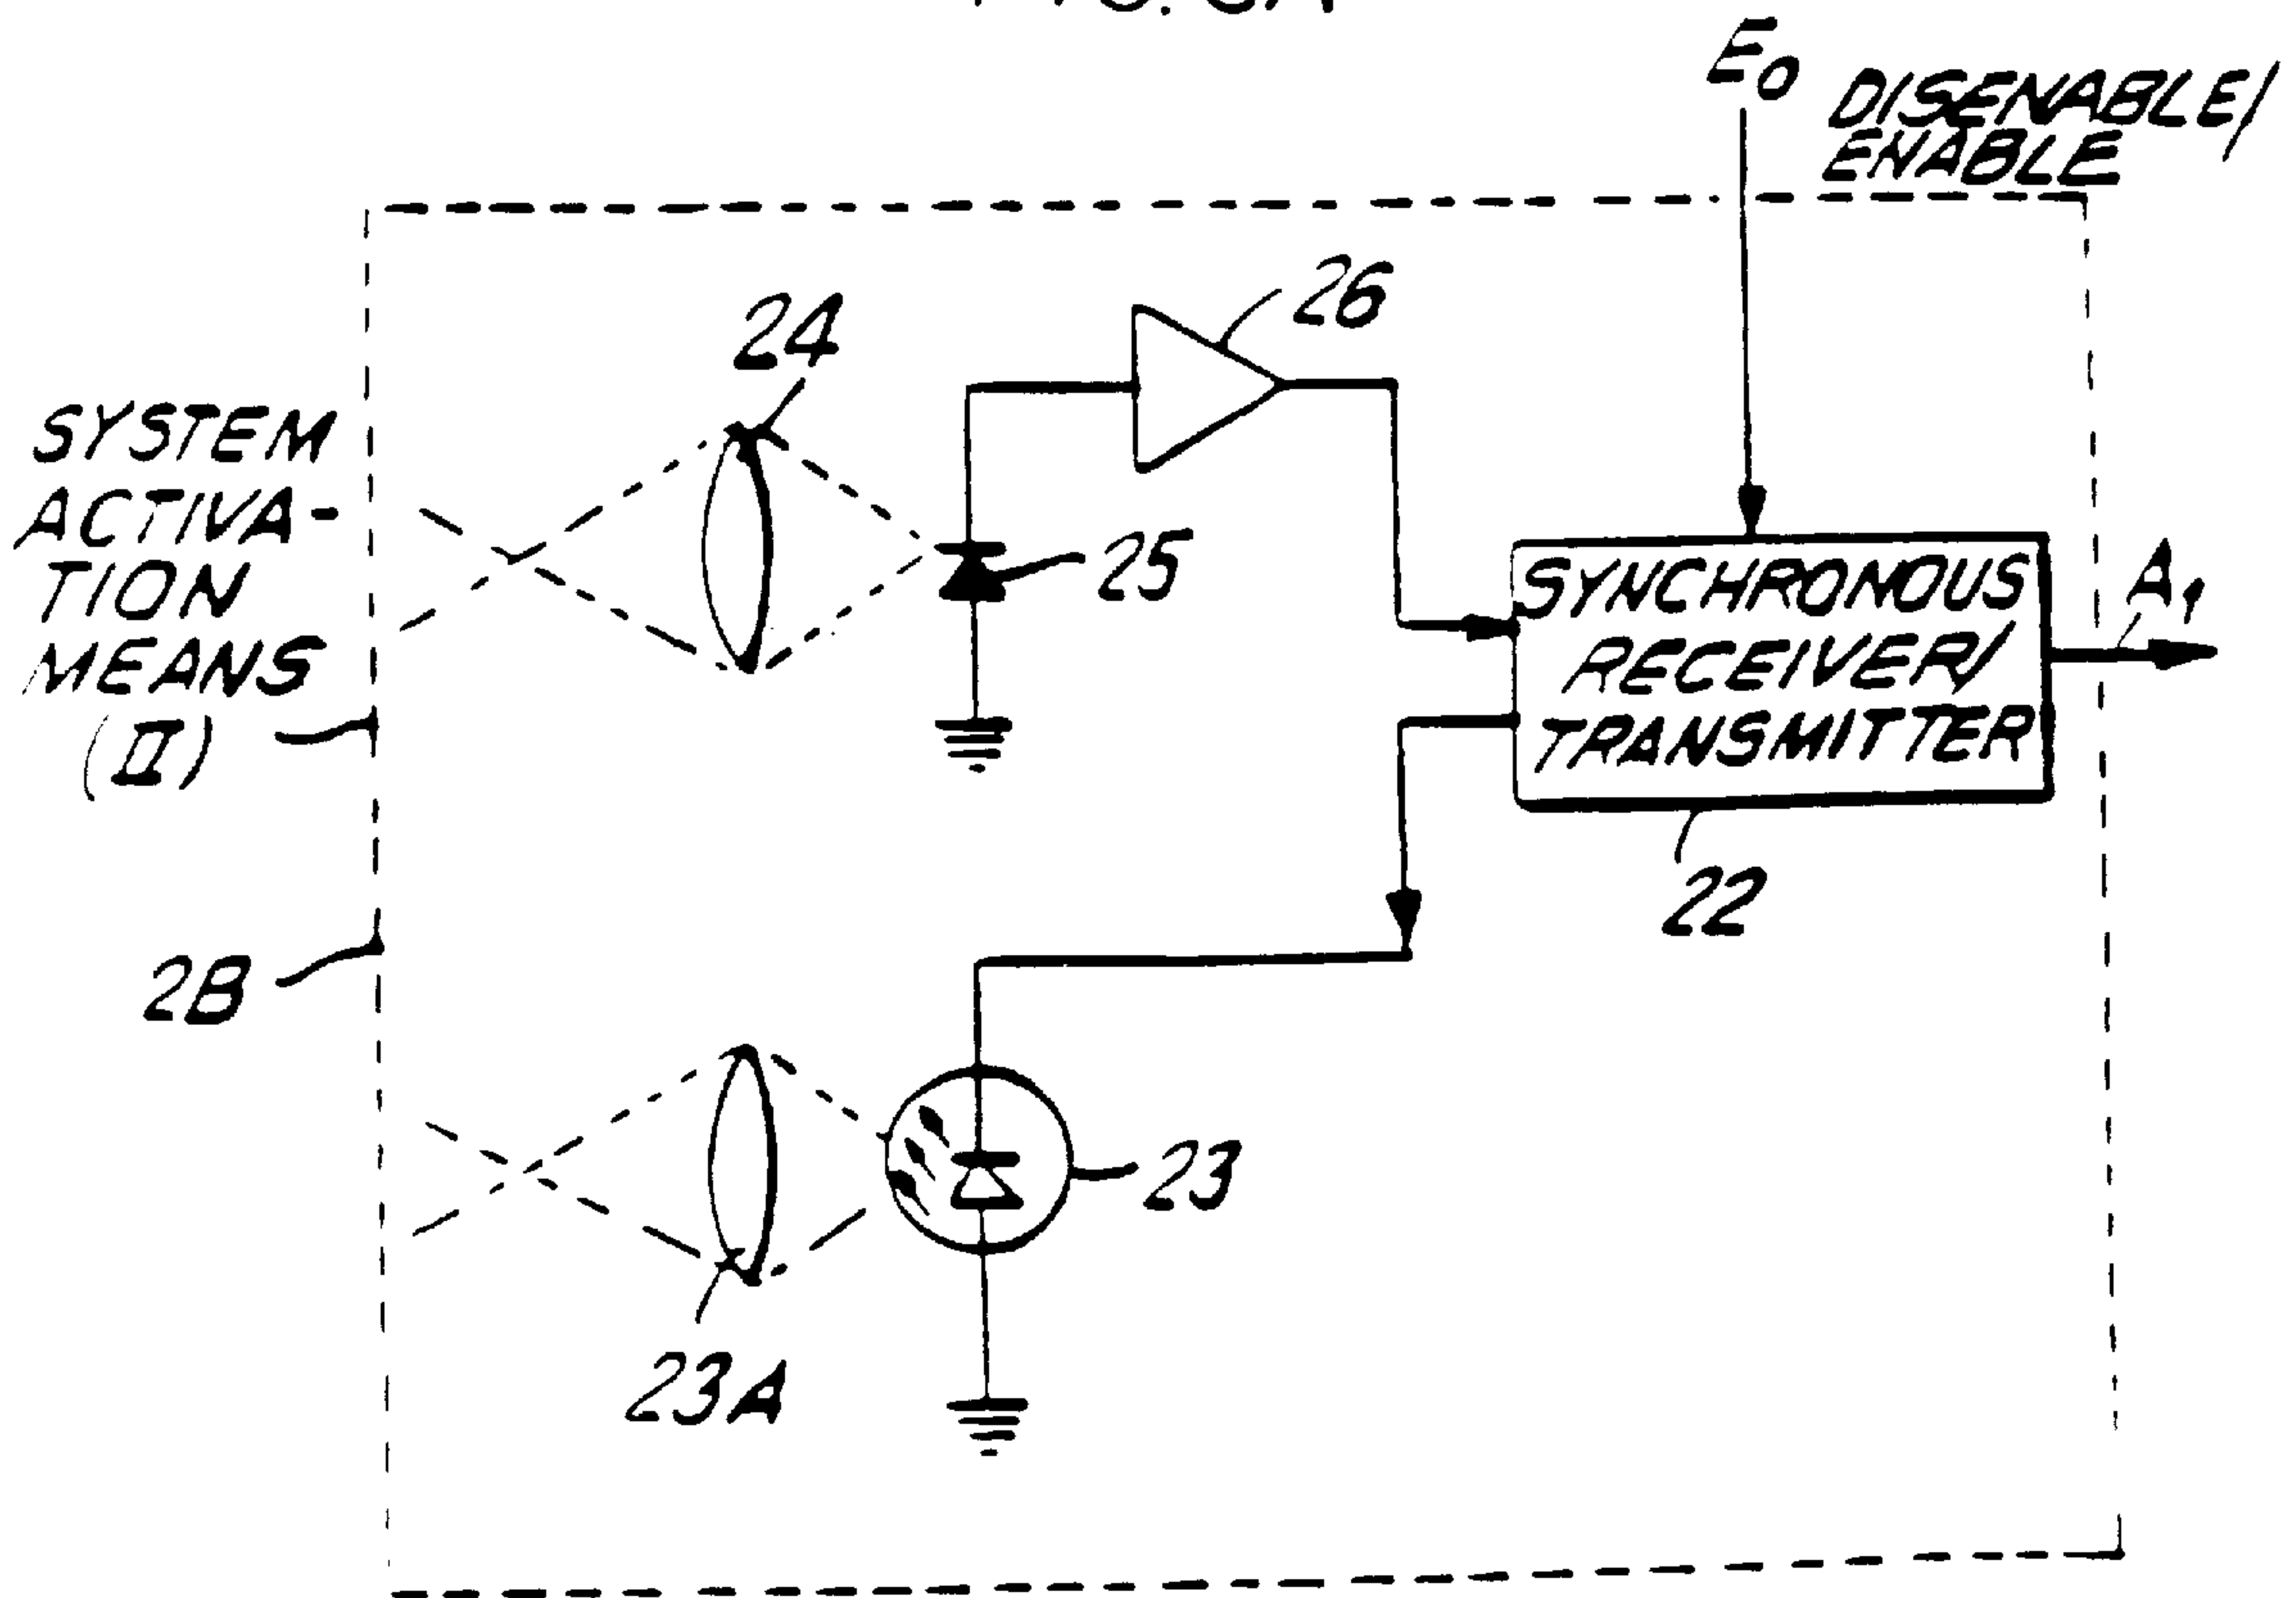 E0
DISENABLE/
ENABLE
26
24
SYSTEM
ACTIVA-
TION
MEANS
(II)
25
SYNCHRONOUS
RECEIVER/
TRANSMITTER
A1
22
2B
23
23A